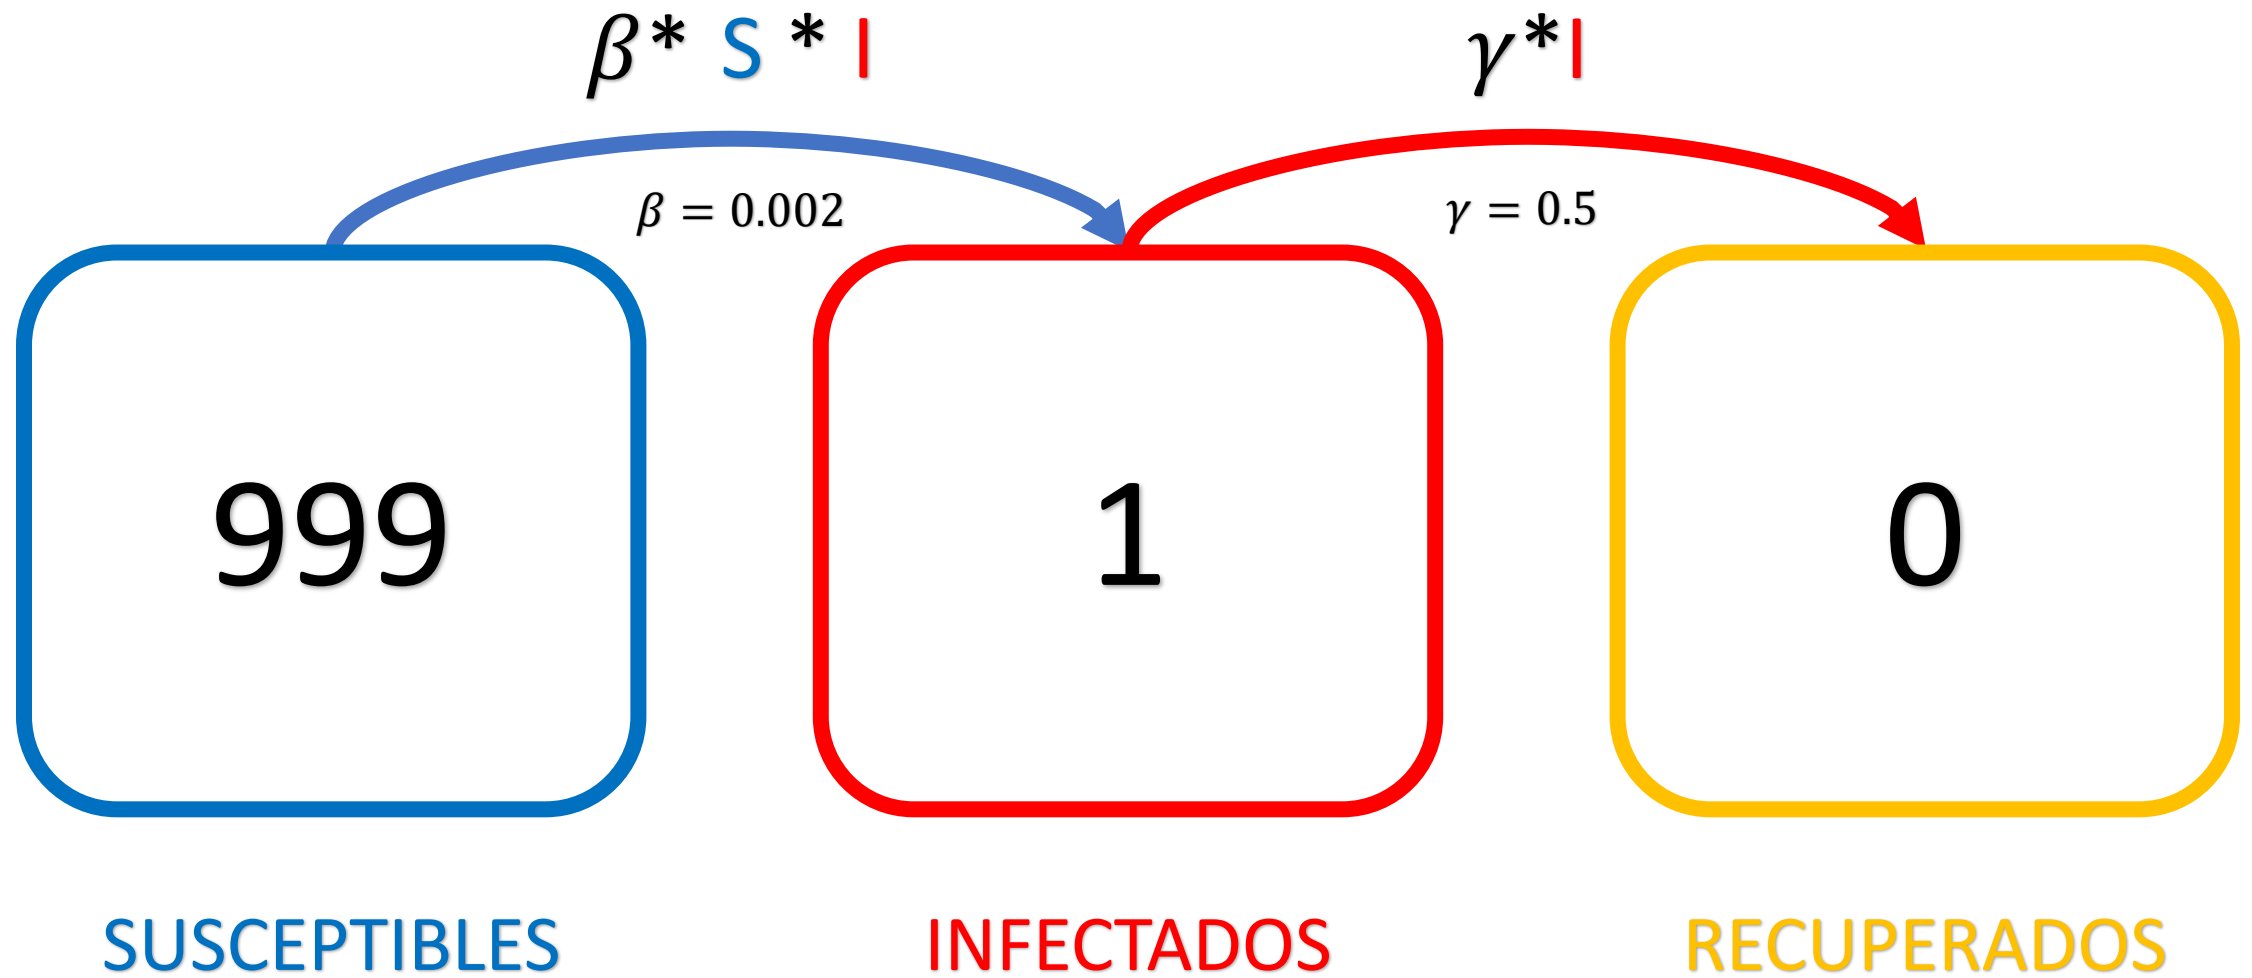 β* S * I
γ*I
β = 0.002
γ = 0.5
999
1
0
SUSCEPTIBLES
INFECTADOS
RECUPERADOS